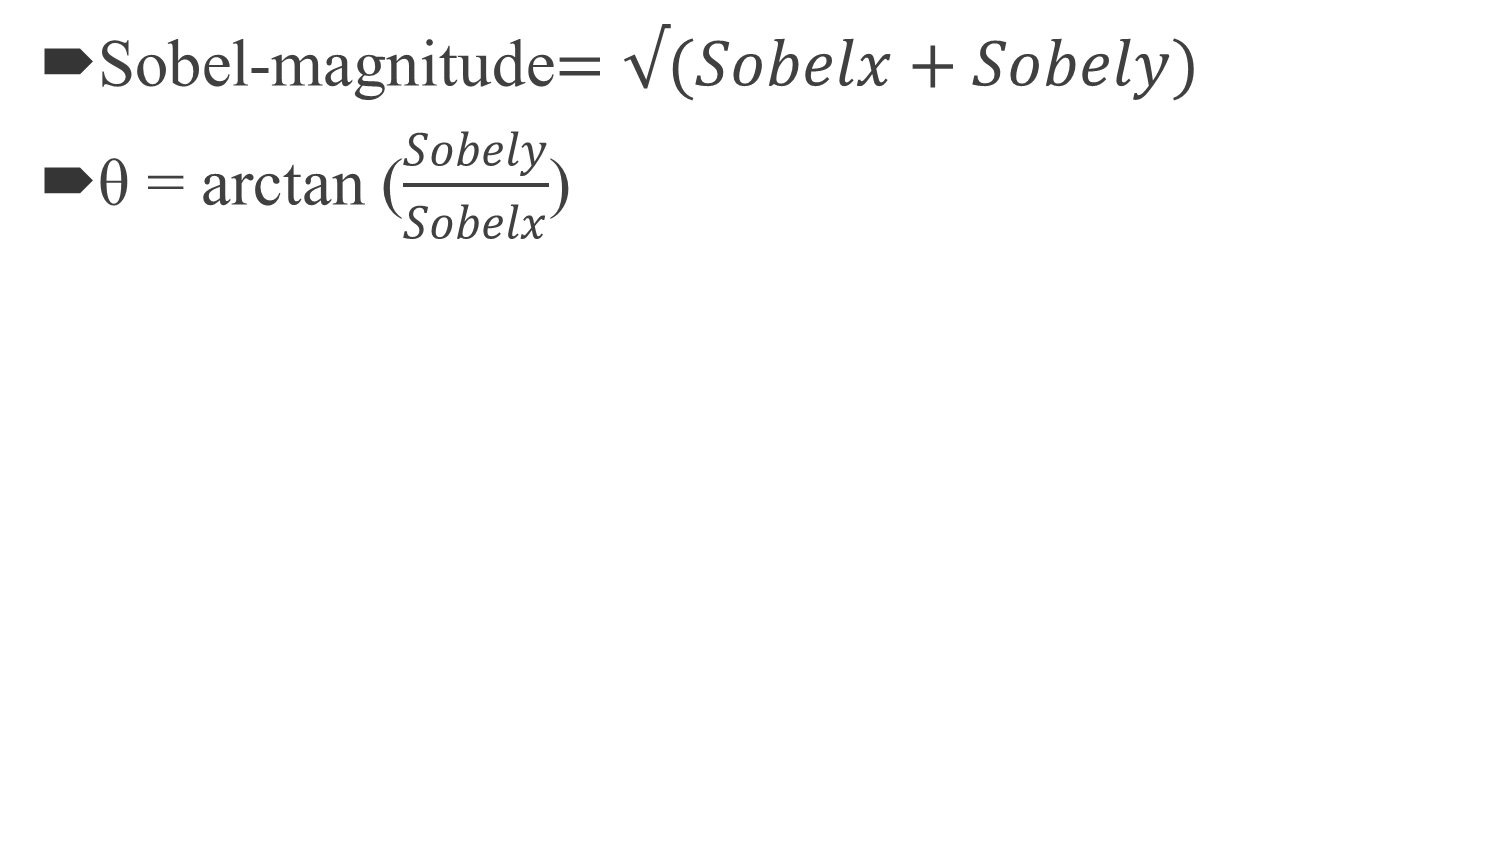 Sobel-magnitude= √(Sobelx + Sobely)
θ = arctan (Sobely/Sobelx)